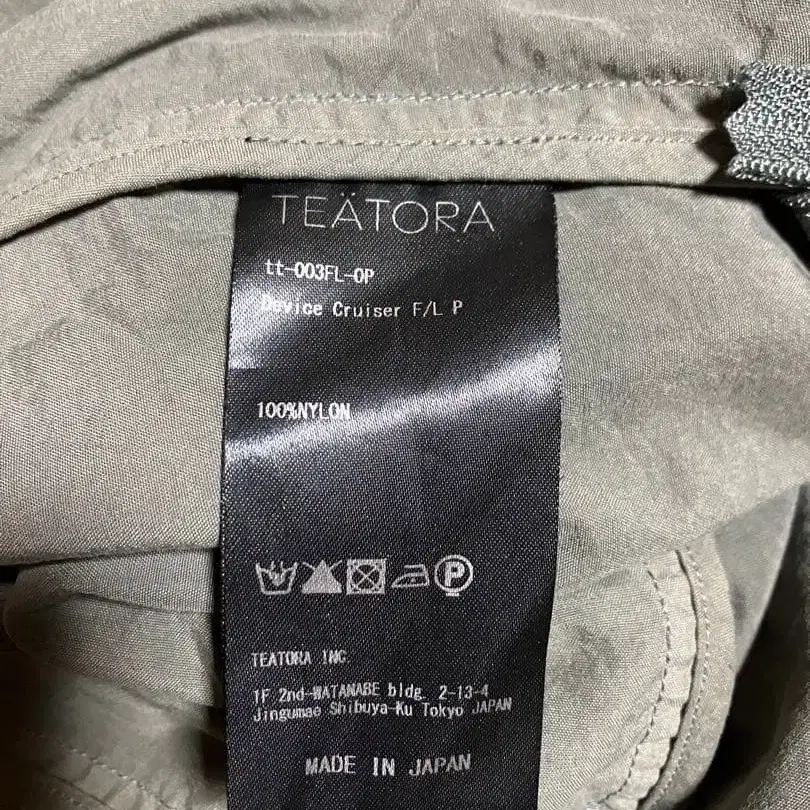 TEÄTORA
tt-003FL-OP
Device Cruiser F/L P
100%NYLON
P
TEATORA INC
1F 2nd-WATANABE bldg. 2-13-4
Jingumae Shibuya-Ku Tokyo JAPAN
MADE IN JAPAN